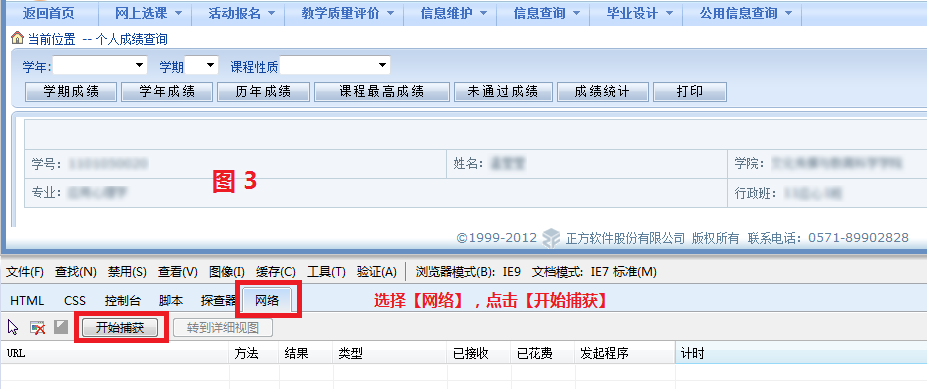 返回首页 网上选课 活动报名 教学质量评价 信息维护 信息查询 毕业设计 公用信息查询
当前位置 -- 个人成绩查询
学年: 学期 课程性质
学期成绩 学年成绩 历年成绩 课程最高成绩 未通过成绩 成绩统计 打印
学号: 姓名: 学院:
专业: 行政班:
图 3
©1999-2012 正方软件股份有限公司 版权所有 联系电话: 0571-89902828
文件(F) 查找(N) 禁用(S) 查看(V) 图像(I) 缓存(C) 工具(T) 验证(A) 浏览器模式(B): IE9 文档模式: IE7 标准(M)
HTML CSS 控制台 脚本 探查器 网络 选择【网络】，点击【开始捕获】
开始捕获 转到详细视图
URL 方法 结果 类型 已接收 已花费 发起程序 计时